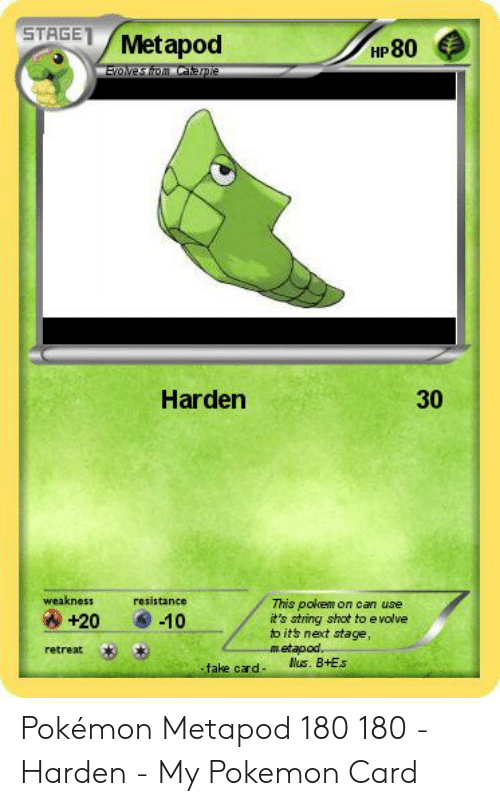 STAGE1
Metapod
HP 80
Evolves from Caterpie
Harden 30
weakness resistance
+20 -10
retreat
This pokemon can use
it's string shot to evolve
to it's next stage,
metapod.
Illus. B+Es
-fake card-
Pokémon Metapod 180 180 -
Harden - My Pokemon Card